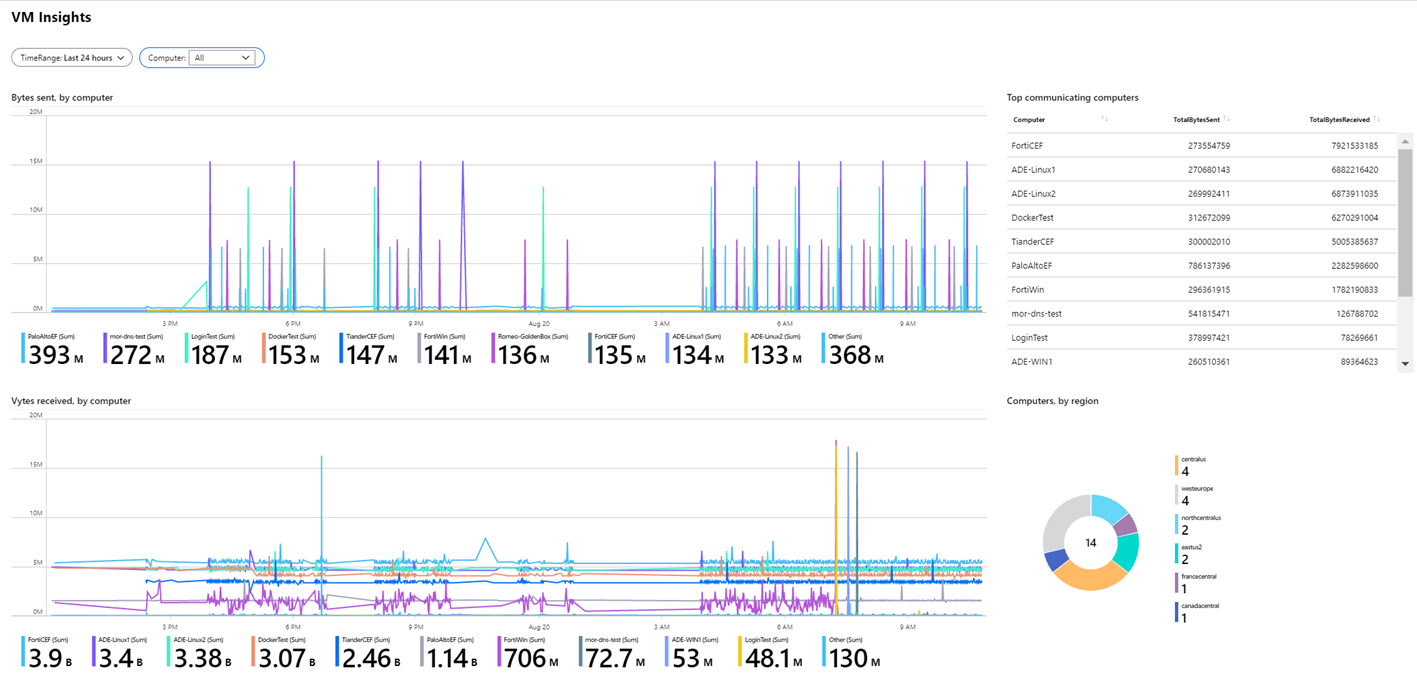 VM Insights
TimeRange: Last 24 hours
Computer: All
Bytes sent, by computer
20M
15M
10M
5M
0M
3 PM 6 PM 9 PM Aug 20 3 AM 6 AM 9 AM
PaloAltoEF (Sum) mor-dns-test (Sum) LoginTest (Sum) DockerTest (Sum) TianderCEF (Sum) FortiWin (Sum) Romeo-GoldenBox (Sum) FortiCEF (Sum) ADE-Linux1 (Sum) ADE-Linux2 (Sum) Other (Sum)
393 M 272 M 187 M 153 M 147 M 141 M 136 M 135 M 134 M 133 M 368 M
Top communicating computers
Computer TotalBytesSent TotalBytesReceived
FortiCEF 273554759 7921533185
ADE-Linux1 270680143 6882216420
ADE-Linux2 269992411 6873911035
DockerTest 312672099 6270291004
TianderCEF 300002010 5005385637
PaloAltoEF 786137396 2282598600
FortiWin 296361915 1782190833
mor-dns-test 541815471 126788702
LoginTest 378997421 78269661
ADE-WIN1 260510361 89364623
Vytes received, by computer
20M
15M
10M
5M
0M
3 PM 6 PM 9 PM Aug 20 3 AM 6 AM 9 AM
FortiCEF (Sum) ADE-Linux1 (Sum) ADE-Linux2 (Sum) DockerTest (Sum) TianderCEF (Sum) PaloAltoEF (Sum) FortiWin (Sum) mor-dns-test (Sum) ADE-WIN1 (Sum) LoginTest (Sum) Other (Sum)
3.9 B 3.4 B 3.38 B 3.07 B 2.46 B 1.14 B 706 M 72.7 M 53 M 48.1 M 130 M
Computers, by region
14
centralus
4
westeurope
4
northcentralus
2
eastus2
2
francecentral
1
canadacentral
1